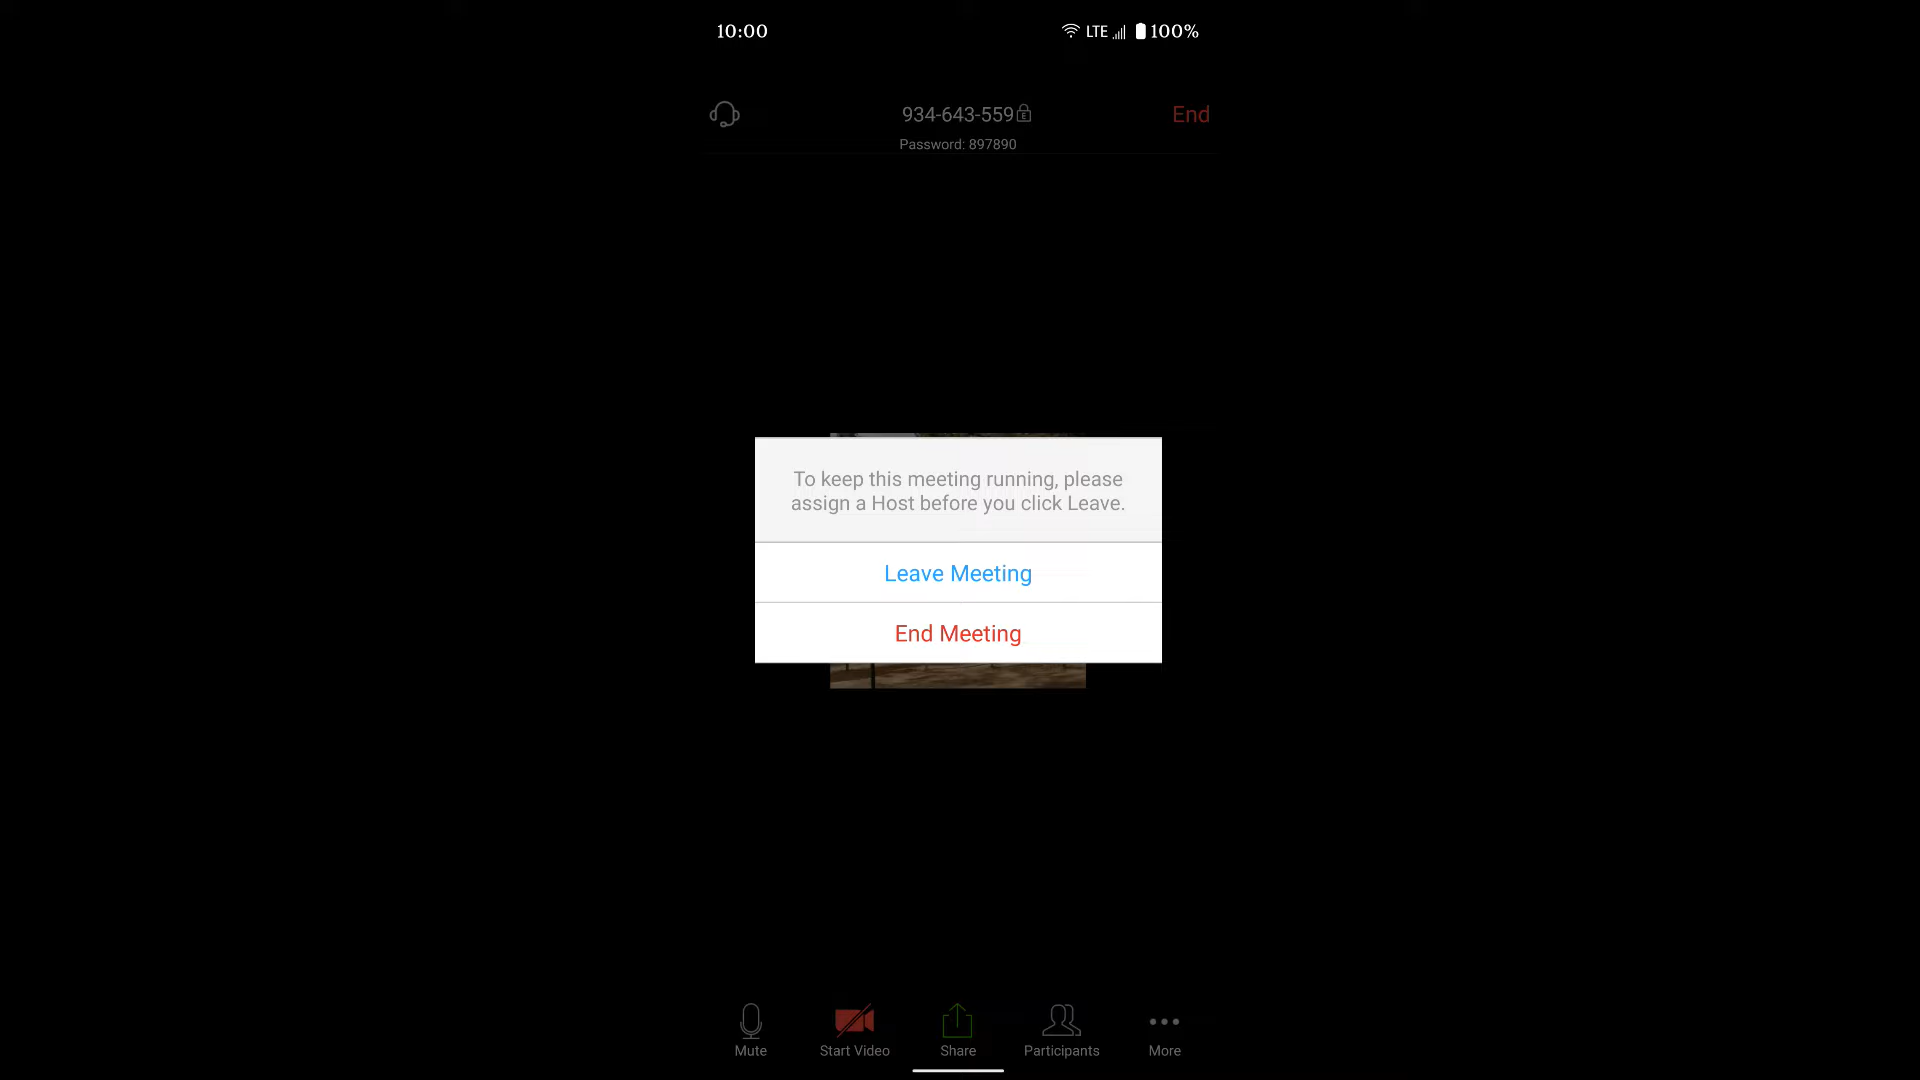 10:00
LTE 100%
934-643-559
End
Password: 897890
To keep this meeting running, please
assign a Host before you click Leave.
Leave Meeting
End Meeting
Mute
Start Video
Share
Participants
More